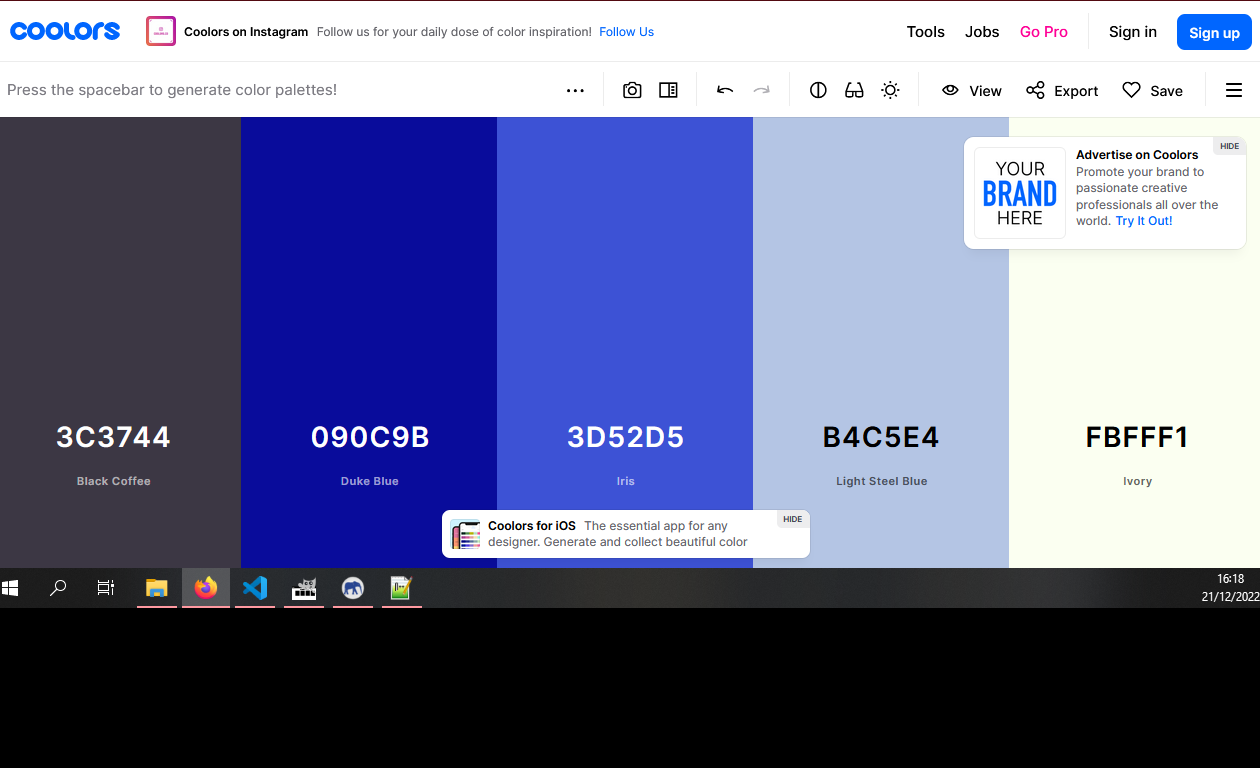 coolors
Coolors on Instagram Follow us for your daily dose of color inspiration! Follow Us
Tools Jobs Go Pro Sign in Sign up
Press the spacebar to generate color palettes!
View Export Save
HIDE
YOUR
BRAND
HERE
Advertise on Coolors
Promote your brand to
passionate creative
professionals all over the
world. Try It Out!
3C3744
Black Coffee
090C9B
Duke Blue
3D52D5
Iris
B4C5E4
Light Steel Blue
FBFFF1
Ivory
HIDE
Coolors for iOS The essential app for any
designer. Generate and collect beautiful color
16:18
21/12/2022